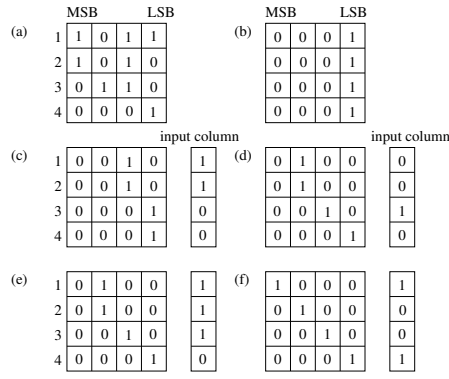 MSB LSB MSB LSB
(a) 1 1 0 1 1 (b) 0 0 0 1
2 1 0 1 0 0 0 0 1
3 0 1 1 0 0 0 0 1
4 0 0 0 1 0 0 0 1
input column input column
(c) 1 0 0 1 0 1 (d) 0 1 0 0 0
2 0 0 1 0 1 0 1 0 0 0
3 0 0 0 1 0 0 0 1 0 1
4 0 0 0 1 0 0 0 0 1 0
(e) 1 0 1 0 0 1 (f) 1 0 0 0 1
2 0 1 0 0 1 0 1 0 0 0
3 0 0 1 0 1 0 0 1 0 0
4 0 0 0 1 0 0 0 0 1 1